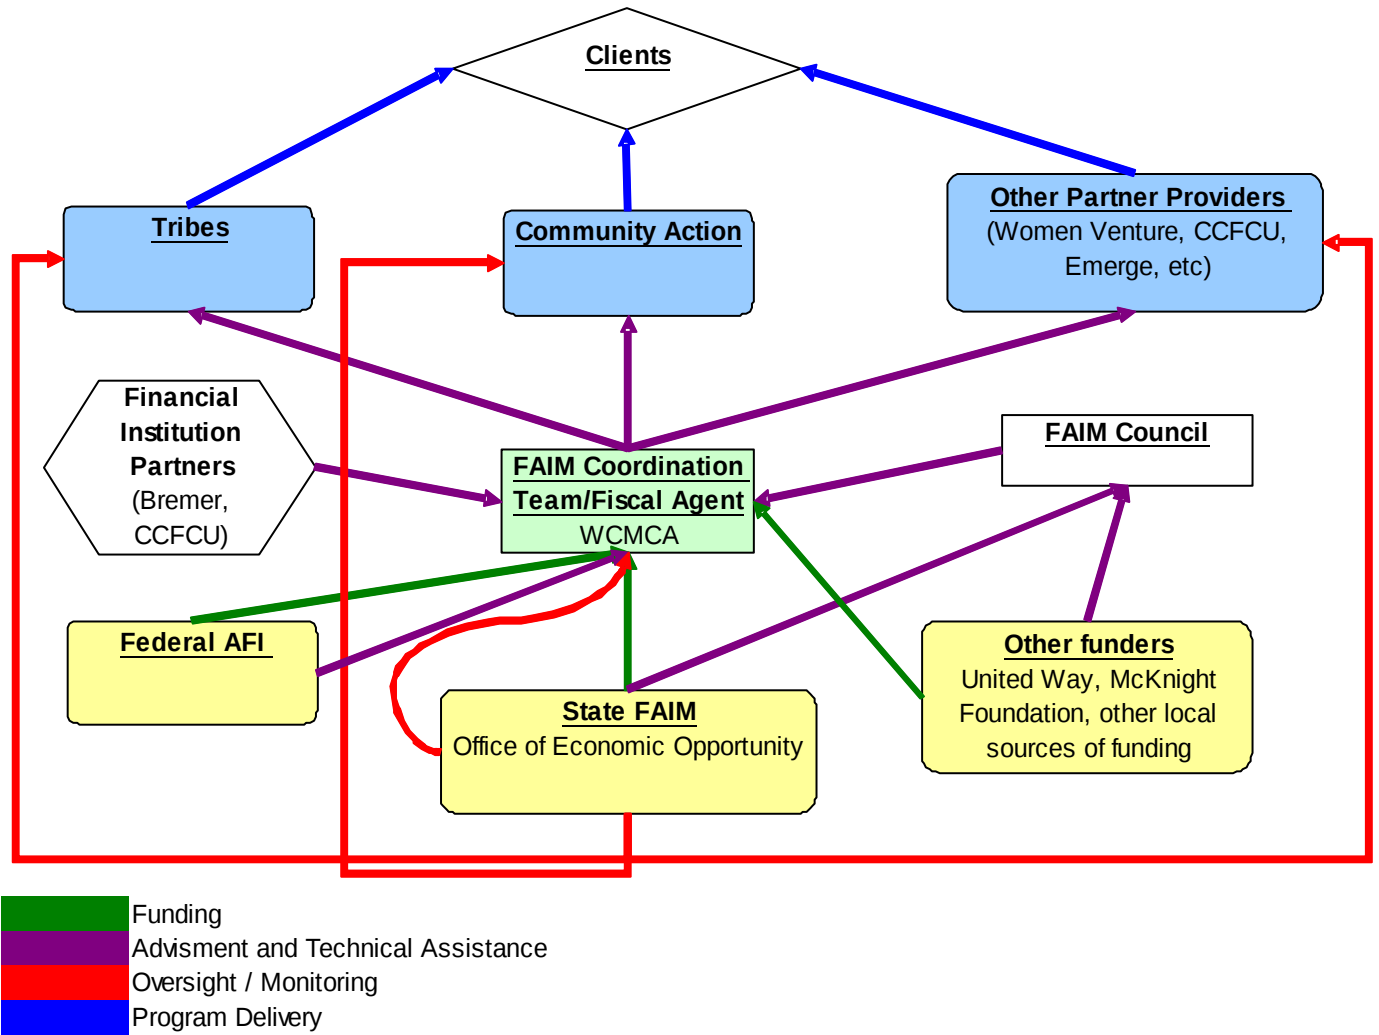 Clients
Tribes
Community Action
Other Partner Providers
(Women Venture, CCFCU,
Emerge, etc)
Financial
Institution
Partners
(Bremer,
CCFCU)
FAIM Coordination
Team/Fiscal Agent
WCMCA
FAIM Council
Federal AFI
State FAIM
Office of Economic Opportunity
Other funders
United Way, McKnight
Foundation, other local
sources of funding
Funding
Advisment and Technical Assistance
Oversight / Monitoring
Program Delivery